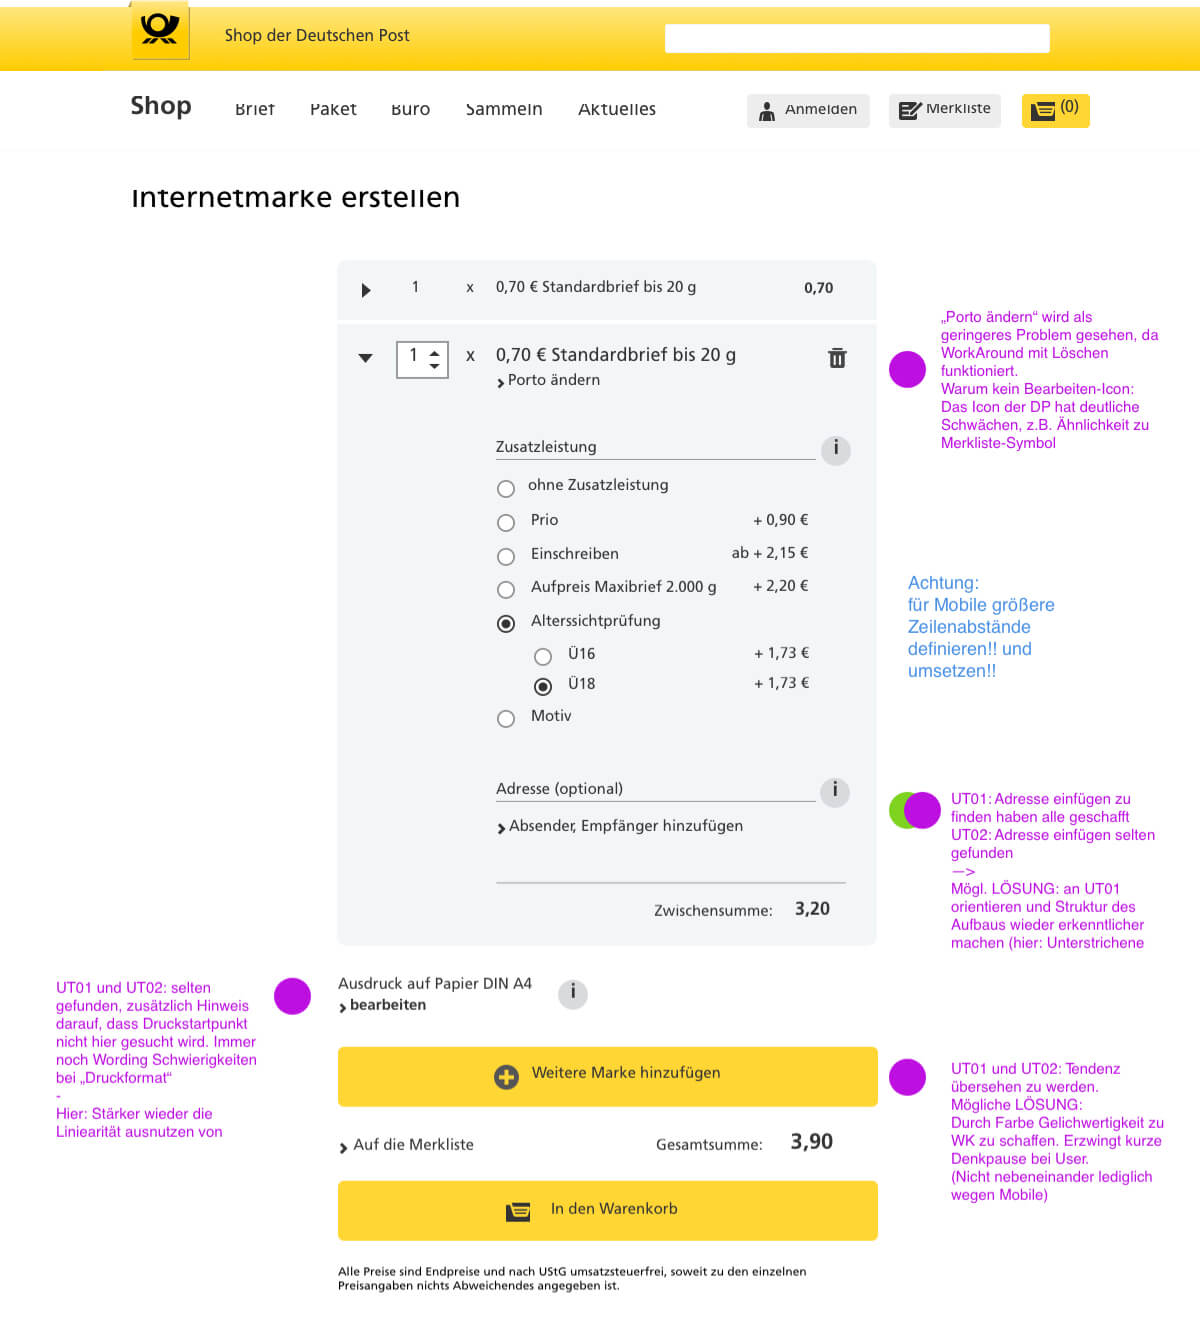 Shop der Deutschen Post
Shop Brief Paket Büro Sammeln Aktuelles Anmelden Merkliste (0)
Internetmarke erstellen
1 x 0,70 € Standardbrief bis 20 g 0,70
1 x 0,70 € Standardbrief bis 20 g
Porto ändern
„Porto ändern“ wird als
geringeres Problem gesehen, da
WorkAround mit Löschen
funktioniert.
Warum kein Bearbeiten-Icon:
Das Icon der DP hat deutliche
Schwächen, z.B. Ähnlichkeit zu
Merkliste-Symbol
Zusatzleistung i
ohne Zusatzleistung
Prio + 0,90 €
Einschreiben ab + 2,15 €
Aufpreis Maxibrief 2.000 g + 2,20 €
Alterssichtprüfung
Ü16 + 1,73 €
Ü18 + 1,73 €
Motiv
Achtung:
für Mobile größere
Zeilenabstände
definieren!! und
umsetzen!!
Adresse (optional) i
Absender, Empfänger hinzufügen
Zwischensumme: 3,20
UT01: Adresse einfügen zu
finden haben alle geschafft
UT02: Adresse einfügen selten
gefunden
—>
Mögl. LÖSUNG: an UT01
orientieren und Struktur des
Aufbaus wieder erkenntlicher
machen (hier: Unterstrichene
UT01 und UT02: selten
gefunden, zusätzlich Hinweis
darauf, dass Druckstartpunkt
nicht hier gesucht wird. Immer
noch Wording Schwierigkeiten
bei „Druckformat“
-
Hier: Stärker wieder die
Liniearität ausnutzen von
Ausdruck auf Papier DIN A4 i
bearbeiten
Weitere Marke hinzufügen
Auf die Merkliste Gesamtsumme: 3,90
In den Warenkorb
UT01 und UT02: Tendenz
übersehen zu werden.
Mögliche LÖSUNG:
Durch Farbe Gelichwertigkeit zu
WK zu schaffen. Erzwingt kurze
Denkpause bei User.
(Nicht nebeneinander lediglich
wegen Mobile)
Alle Preise sind Endpreise und nach UStG umsatzsteuerfrei, soweit zu den einzelnen
Preisangaben nichts Abweichendes angegeben ist.